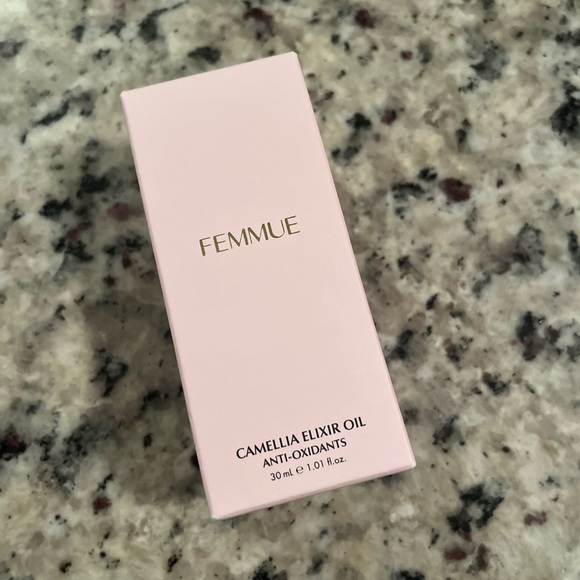 FEMMUE
CAMELLIA ELIXIR OIL
ANTI-OXIDANTS
30 mL ℮ 1.01 fl.oz.